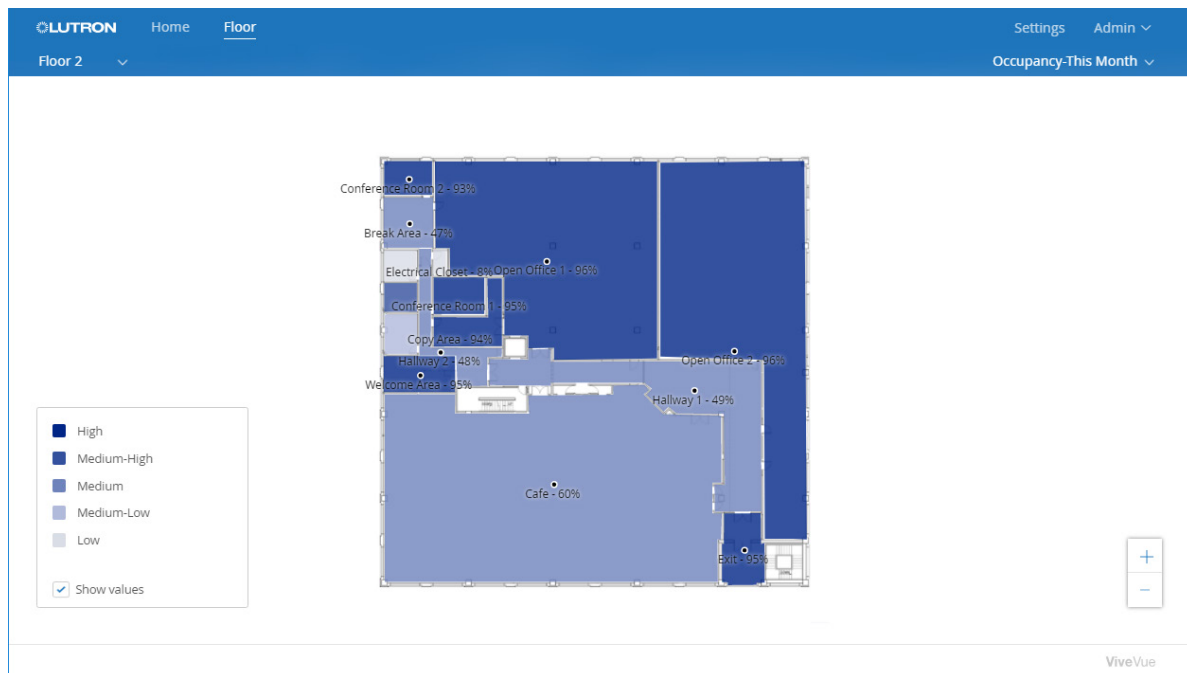 LUTRON Home Floor Settings Admin
Floor 2 Occupancy-This Month
Conference Room 2 - 93%
Break Area - 47%
Electrical Closet - 8%
Open Office 1 - 96%
Conference Room 1 - 95%
Copy Area - 94%
Hallway 2 - 48%
Open Office 2 - 96%
Welcome Area - 95%
Hallway 1 - 49%
Cafe - 60%
Exit - 95%
High
Medium-High
Medium
Medium-Low
Low
Show values
ViveVue